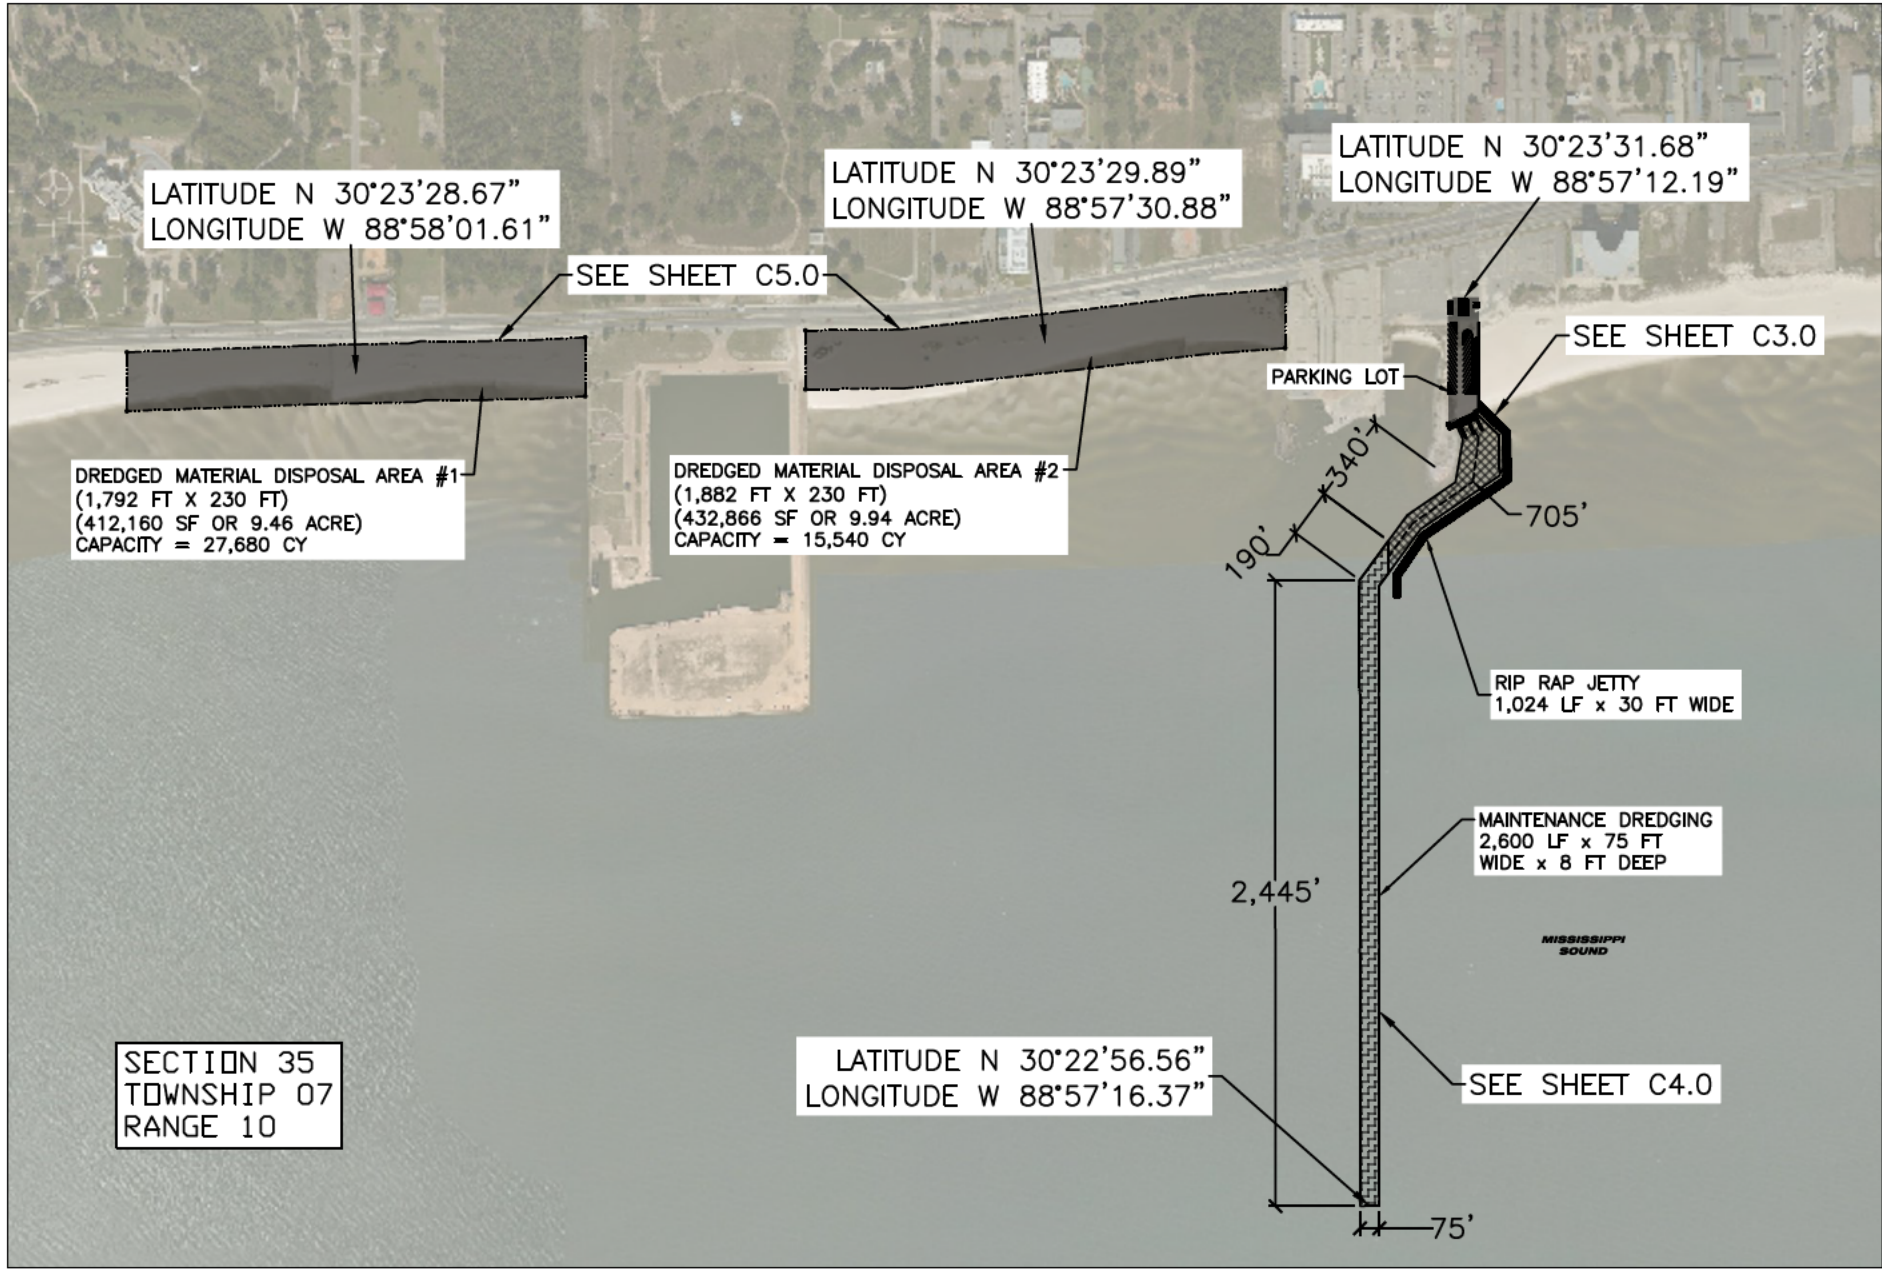 LATITUDE N 30°23'31.68"
LONGITUDE W 88°57'12.19"
LATITUDE N 30°23'29.89"
LONGITUDE W 88°57'30.88"
LATITUDE N 30°23'28.67"
LONGITUDE W 88°58'01.61"
SEE SHEET C5.0
SEE SHEET C3.0
PARKING LOT
DREDGED MATERIAL DISPOSAL AREA #1
(1,792 FT X 230 FT)
(412,160 SF OR 9.46 ACRE)
CAPACITY = 27,680 CY
DREDGED MATERIAL DISPOSAL AREA #2
(1,882 FT X 230 FT)
(432,866 SF OR 9.94 ACRE)
CAPACITY = 15,540 CY
340'
190'
705'
RIP RAP JETTY
1,024 LF x 30 FT WIDE
MAINTENANCE DREDGING
2,600 LF x 75 FT
WIDE x 8 FT DEEP
2,445'
MISSISSIPPI
SOUND
LATITUDE N 30°22'56.56"
LONGITUDE W 88°57'16.37"
SEE SHEET C4.0
SECTION 35
TOWNSHIP 07
RANGE 10
75'